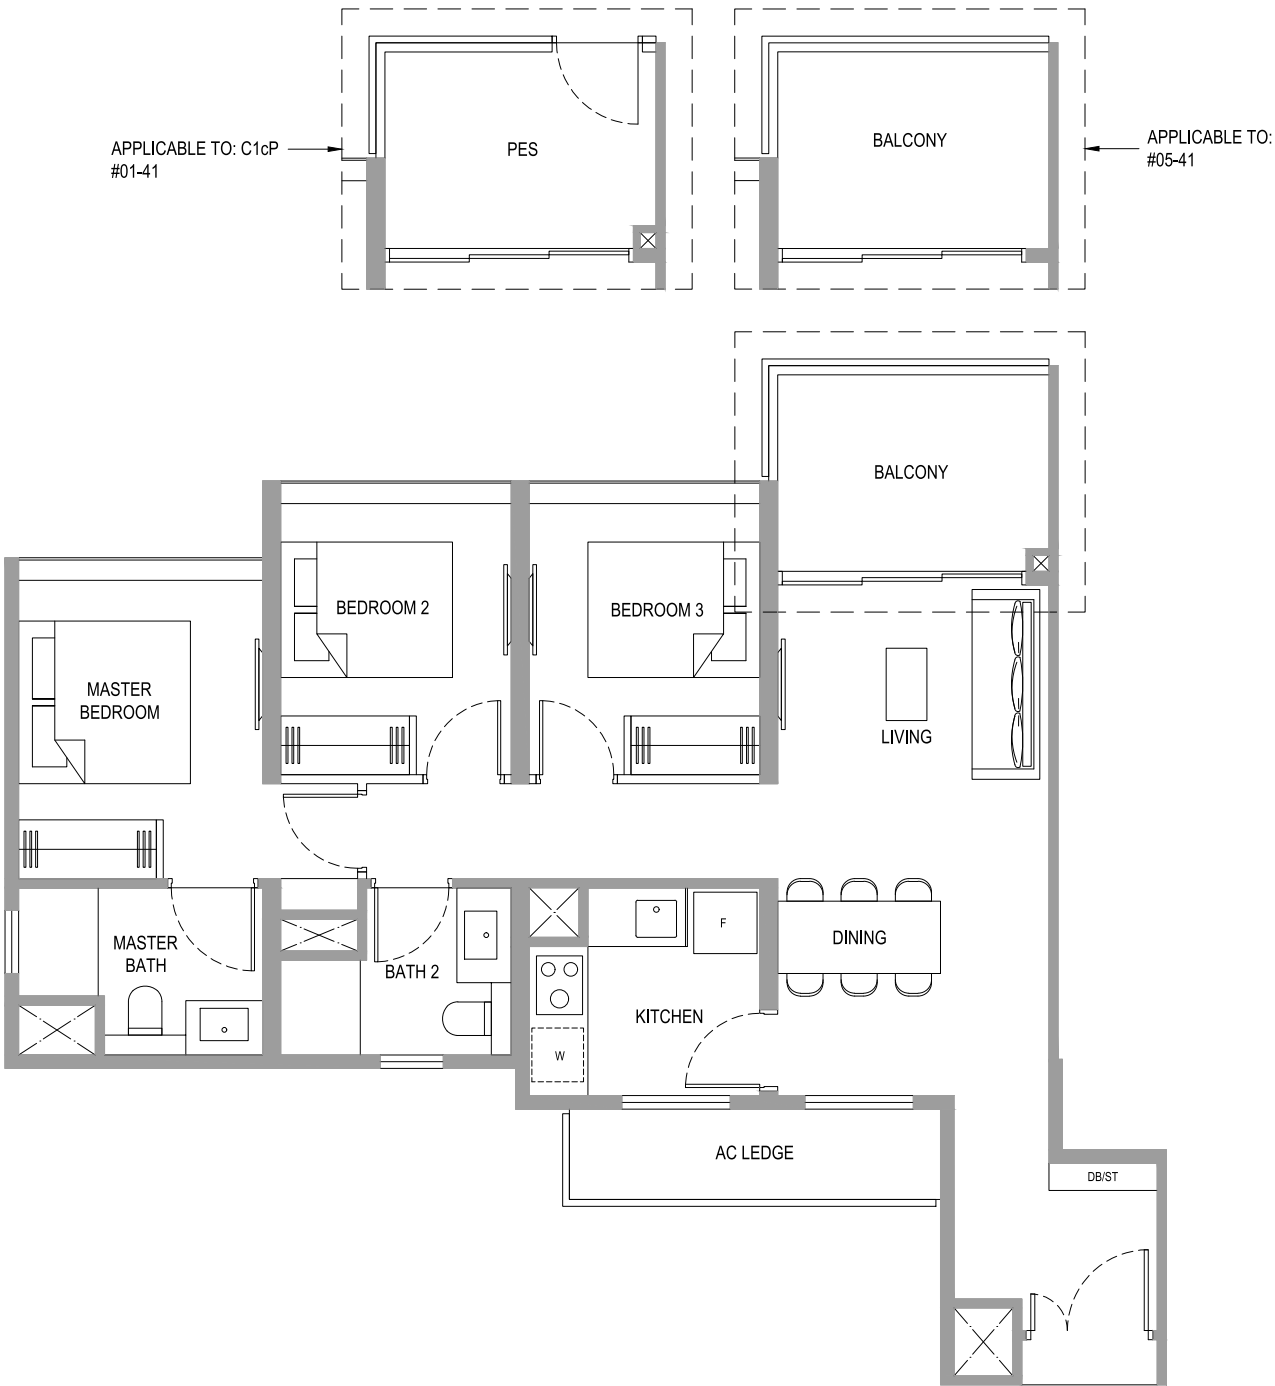 APPLICABLE TO: C1cP
#01-41
PES
BALCONY
APPLICABLE TO:
#05-41
BALCONY
BEDROOM 2
BEDROOM 3
MASTER
BEDROOM
LIVING
MASTER
BATH
BATH 2
F
DINING
KITCHEN
W
AC LEDGE
DB/ST